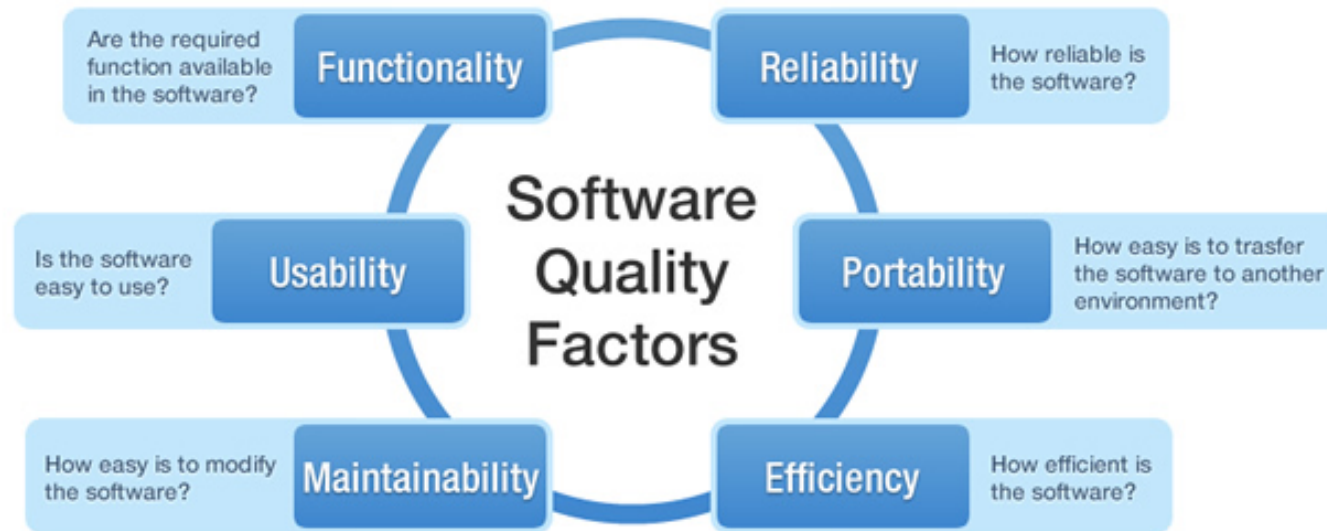 Are the required
function available
in the software?
Functionality
Reliability
How reliable is
the software?
Software
Quality
Factors
Is the software
easy to use?
Usability
Portability
How easy is to trasfer
the software to another
environment?
How easy is to modify
the software?
Maintainability
Efficiency
How efficient is
the software?